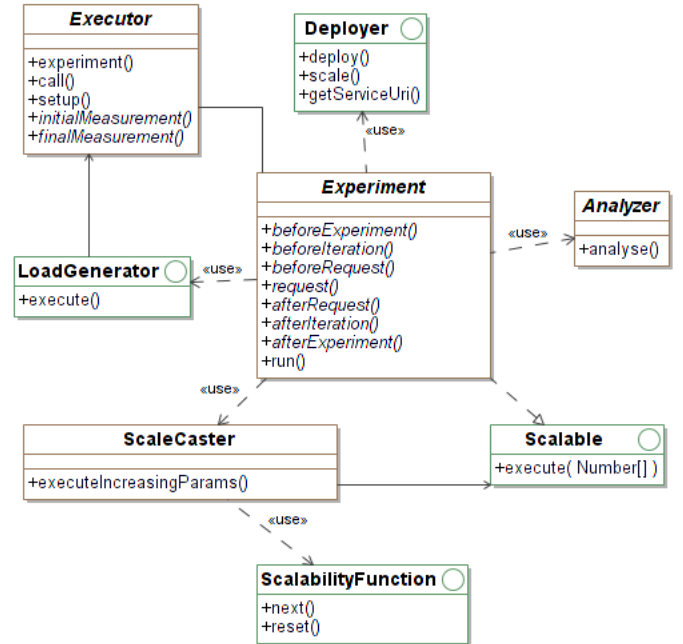 Executor
+experiment()
+call()
+setup()
+initialMeasurement()
+finalMeasurement()
Deployer
+deploy()
+scale()
+getServiceUri()
«use»
Experiment
+beforeExperiment()
+beforeIteration()
+beforeRequest()
+request()
+afterRequest()
+afterIteration()
+afterExperiment()
+run()
«use»
Analyzer
+analyse()
LoadGenerator
+execute()
«use»
«use»
ScaleCaster
+executeIncreasingParams()
Scalable
+execute( Number[] )
«use»
ScalabilityFunction
+next()
+reset()